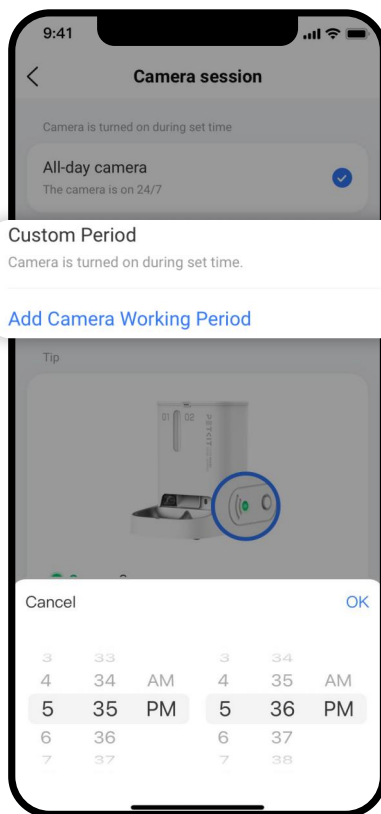 9:41
Camera session
Camera is turned on during set time
All-day camera
The camera is on 24/7
Custom Period
Camera is turned on during set time.
Add Camera Working Period
Tip
01 02
PETKIT
Cancel OK
3 33 3 34
4 34 AM 4 35 AM
5 35 PM 5 36 PM
6 36 6 37
7 37 7 38